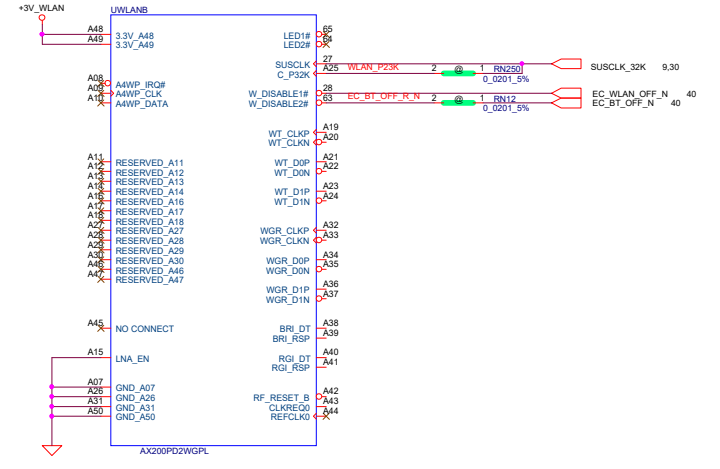 +3V_WLAN
UWLANB
A48 3.3V_A48
A49 3.3V_A49
LED1# 65
LED2# 64
SUSCLK 27
C_P32K A25 WLAN_P23K 2 @ 1 RN250
0_0201_5%
SUSCLK_32K 9,30
A08 A4WP_IRQ#
A09 A4WP_CLK
A10 A4WP_DATA
W_DISABLE1# 28
W_DISABLE2# 63 EC_BT_OFF_R_N 2 @ 1 RN12
0_0201_5%
EC_WLAN_OFF_N 40
EC_BT_OFF_N 40
WT_CLKP A19
WT_CLKN A20
A11 RESERVED_A11
A12 RESERVED_A12
A13 RESERVED_A13
A14 RESERVED_A14
A16 RESERVED_A16
A17 RESERVED_A17
A18 RESERVED_A18
A27 RESERVED_A27
A28 RESERVED_A28
A29 RESERVED_A29
A30 RESERVED_A30
A46 RESERVED_A46
A47 RESERVED_A47
WT_D0P A21
WT_D0N A22
WT_D1P A23
WT_D1N A24
WGR_CLKP A32
WGR_CLKN A33
WGR_D0P A34
WGR_D0N A35
WGR_D1P A36
WGR_D1N A37
A45 NO CONNECT
BRI_DT A38
BRI_RSP A39
A15 LNA_EN
RGI_DT A40
RGI_RSP A41
A07 GND_A07
A26 GND_A26
A31 GND_A31
A50 GND_A50
RF_RESET_B A42
CLKREQ0 A43
REFCLK0 A44
AX200PD2WGPL